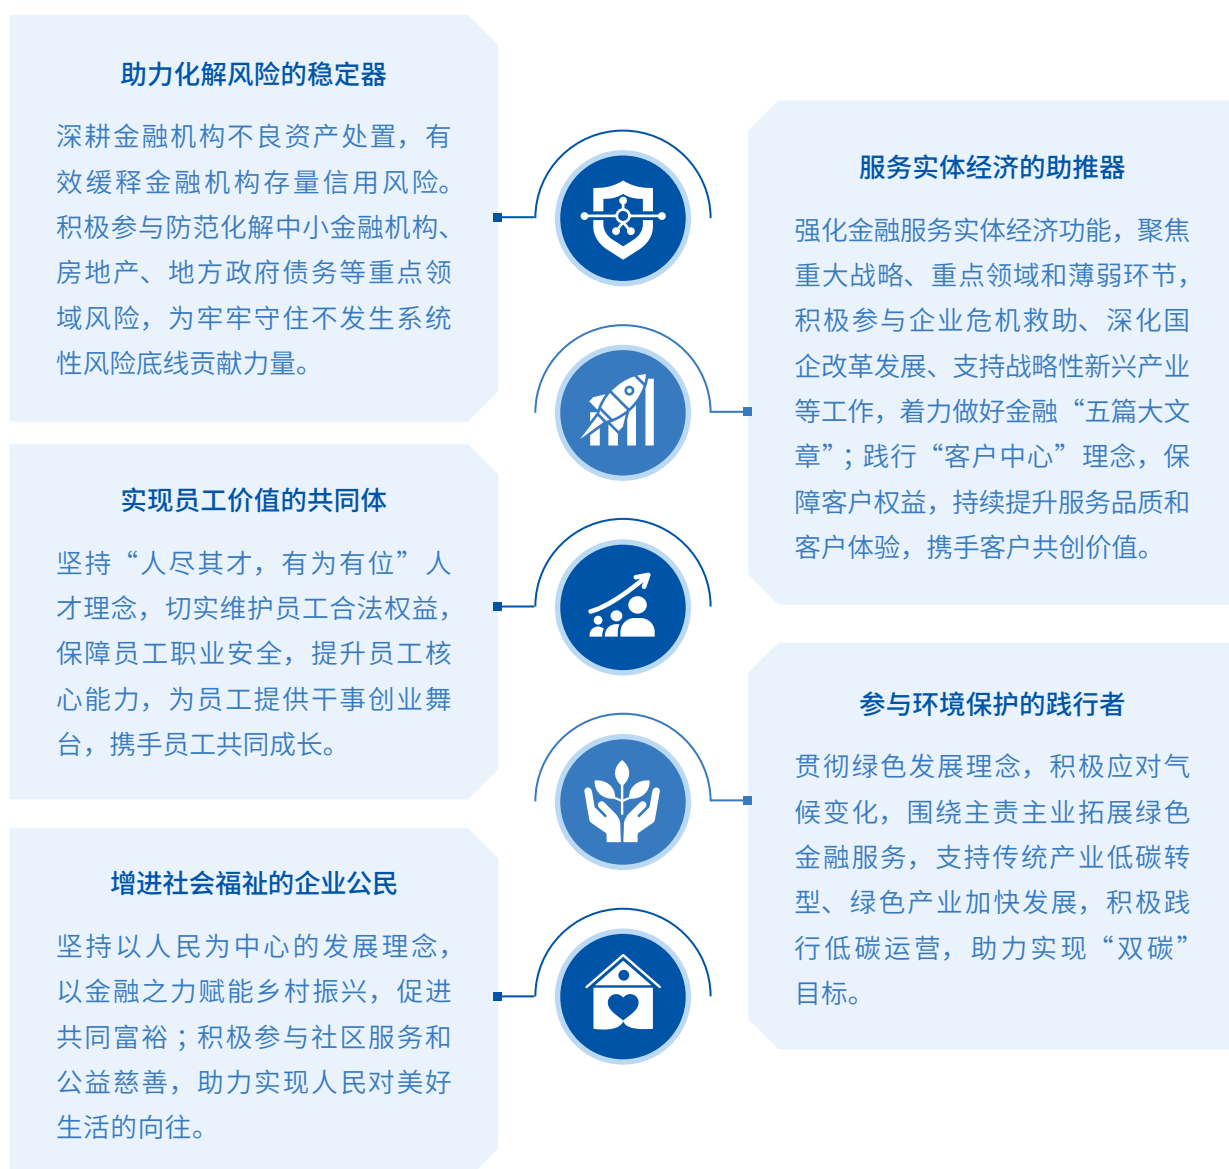 助力化解风险的稳定器
深耕金融机构不良资产处置，有
效缓释金融机构存量信用风险。
积极参与防范化解中小金融机构、
房地产、地方政府债务等重点领
域风险，为牢牢守住不发生系统
性风险底线贡献力量。
服务实体经济的助推器
强化金融服务实体经济功能，聚焦
重大战略、重点领域和薄弱环节，
积极参与企业危机救助、深化国
企改革发展、支持战略性新兴产业
等工作，着力做好金融“五篇大文
章”；践行“客户中心”理念，保
障客户权益，持续提升服务品质和
客户体验，携手客户共创价值。
实现员工价值的共同体
坚持“人尽其才，有为有位”人
才理念，切实维护员工合法权益，
保障员工职业安全，提升员工核
心能力，为员工提供干事创业舞
台，携手员工共同成长。
参与环境保护的践行者
贯彻绿色发展理念，积极应对气
候变化，围绕主责主业拓展绿色
金融服务，支持传统产业低碳转
型、绿色产业加快发展，积极践
行低碳运营，助力实现“双碳”
目标。
增进社会福祉的企业公民
坚持以人民为中心的发展理念，
以金融之力赋能乡村振兴，促进
共同富裕；积极参与社区服务和
公益慈善，助力实现人民对美好
生活的向往。